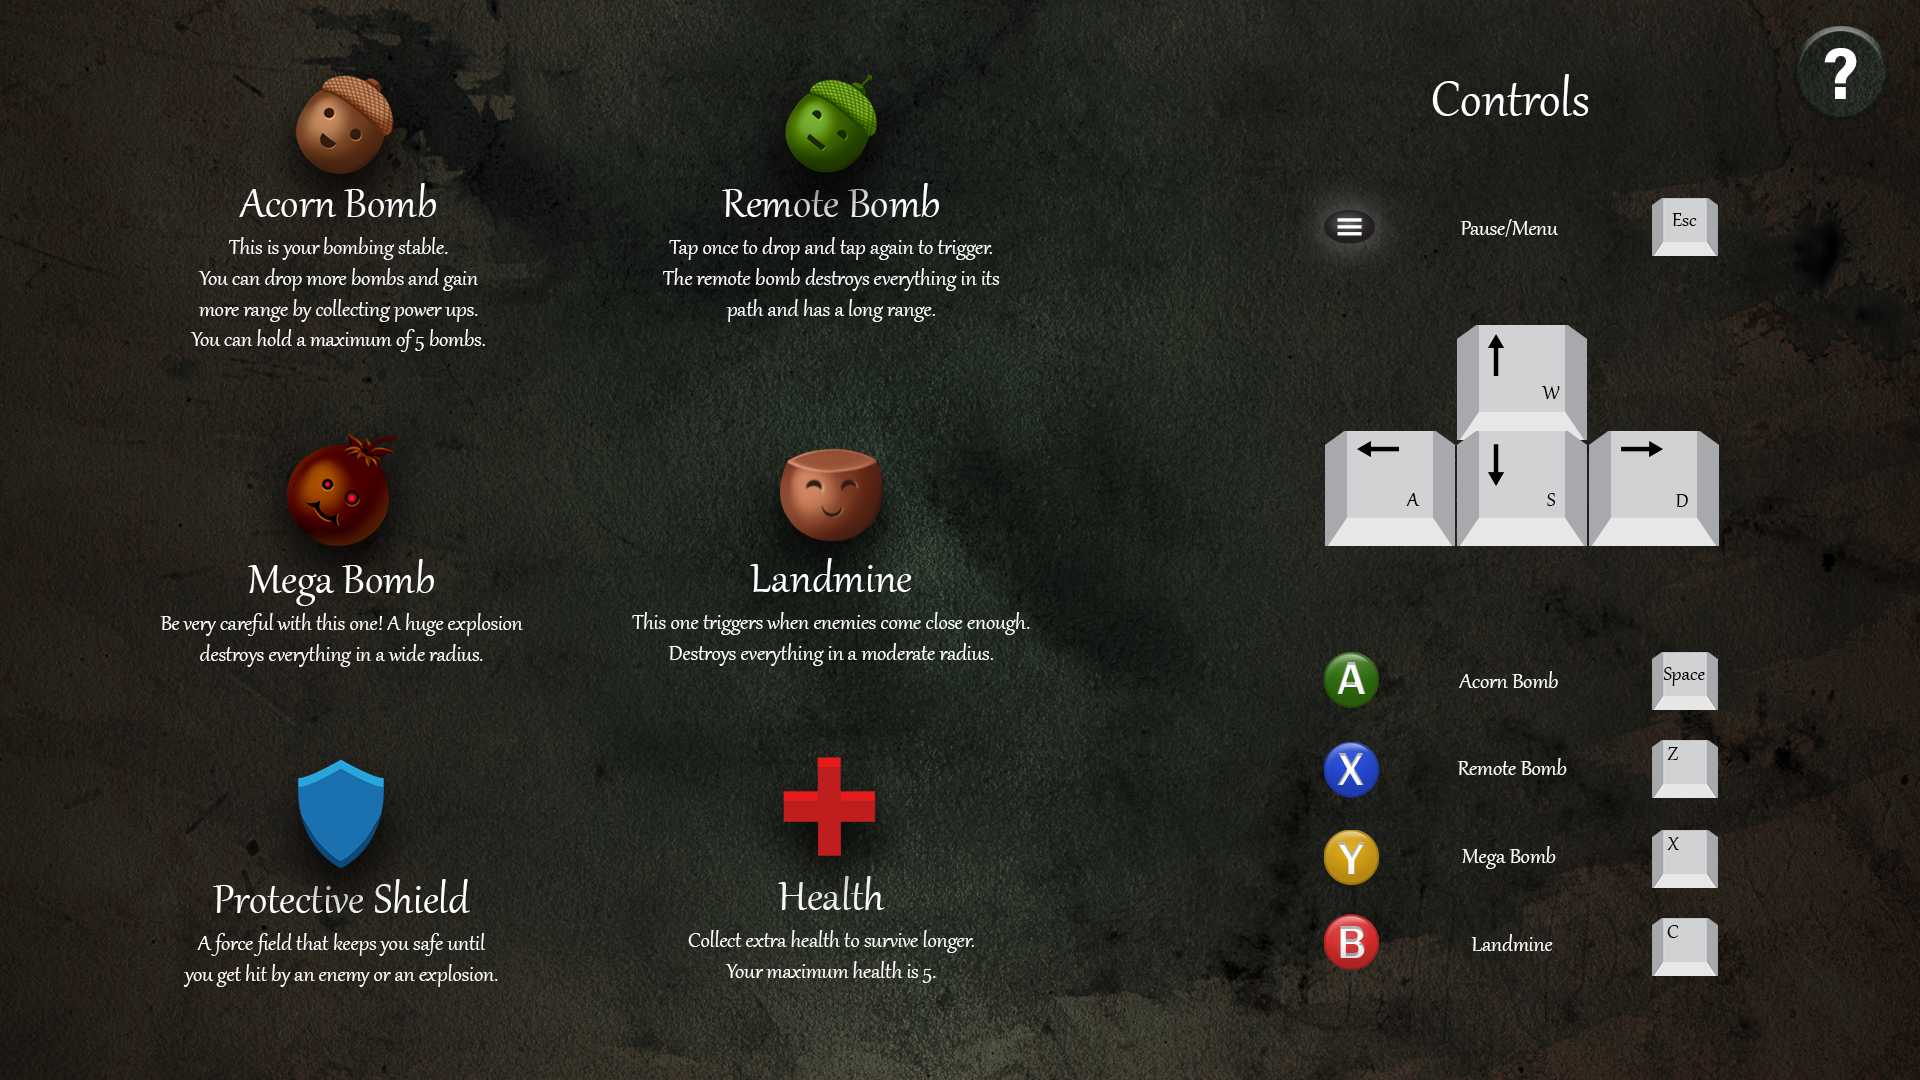 Acorn Bomb
This is your bombing stable.
You can drop more bombs and gain
more range by collecting power ups.
You can hold a maximum of 5 bombs.
Remote Bomb
Tap once to drop and tap again to trigger.
The remote bomb destroys everything in its
path and has a long range.
Mega Bomb
Be very careful with this one! A huge explosion
destroys everything in a wide radius.
Landmine
This one triggers when enemies come close enough.
Destroys everything in a moderate radius.
Protective Shield
A force field that keeps you safe until
you get hit by an enemy or an explosion.
Health
Collect extra health to survive longer.
Your maximum health is 5.
?
Controls
Pause/Menu
Esc
W
A
S
D
A
Acorn Bomb
Space
X
Remote Bomb
Z
Y
Mega Bomb
X
B
Landmine
C